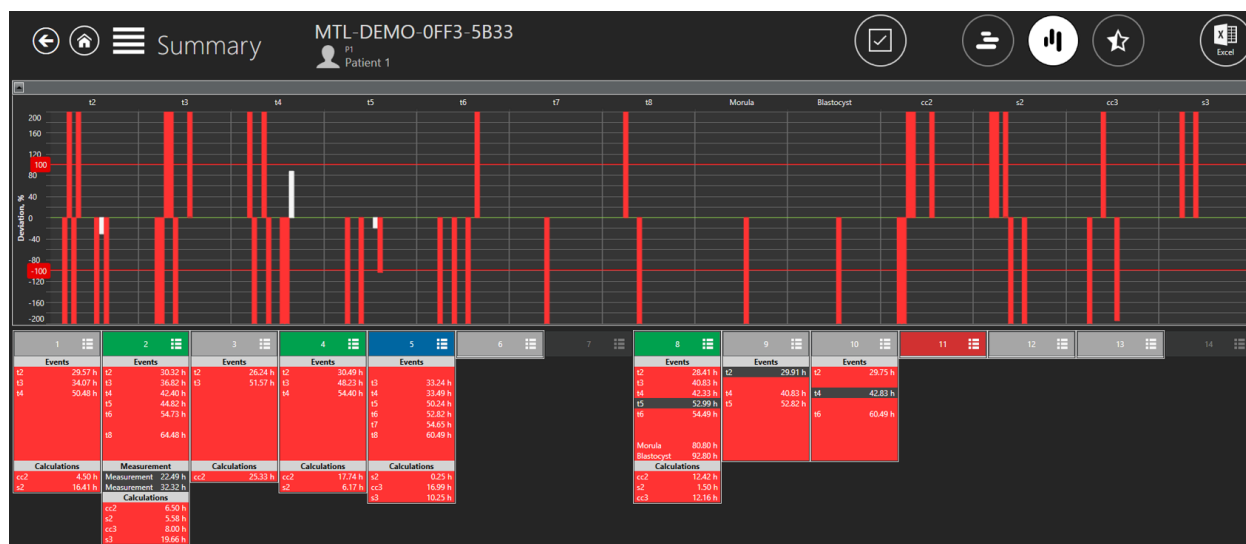 Summary
MTL-DEMO-0FF3-5B33
P1
Patient 1
Excel
t2 t3 t4 t5 t6 t7 t8 Morula Blastocyst cc2 s2 cc3 s3
Deviation, %
200
160
120
100
80
40
0
-40
-80
-100
-120
-160
-200
1 2 3 4 5 6 7 8 9 10 11 12 13 14
Events
t2 29.57 h
t3 34.07 h
t4 50.48 h
Calculations
cc2 4.50 h
s2 16.41 h
Events
t2 30.32 h
t3 36.82 h
t4 42.40 h
t5 44.82 h
t6 54.73 h
t8 64.48 h
Measurement
Measurement 22.49 h
Measurement 32.32 h
Calculations
cc2 6.50 h
s2 5.58 h
cc3 8.00 h
s3 19.66 h
Events
t2 26.24 h
t3 51.57 h
Calculations
cc2 25.33 h
Events
t2 30.49 h
t3 48.23 h
t4 54.40 h
Calculations
cc2 17.74 h
s2 6.17 h
Events
t3 33.24 h
t4 33.49 h
t5 50.24 h
t6 52.82 h
t7 54.65 h
t8 60.49 h
Calculations
s2 0.25 h
cc3 16.99 h
s3 10.25 h
Events
t2 28.41 h
t3 40.83 h
t4 42.33 h
t5 52.99 h
t6 54.49 h
Morula 80.80 h
Blastocyst 92.80 h
Calculations
cc2 12.42 h
s2 1.50 h
cc3 12.16 h
Events
t2 29.91 h
t4 40.83 h
t5 52.82 h
Events
t2 29.75 h
t4 42.83 h
t6 60.49 h